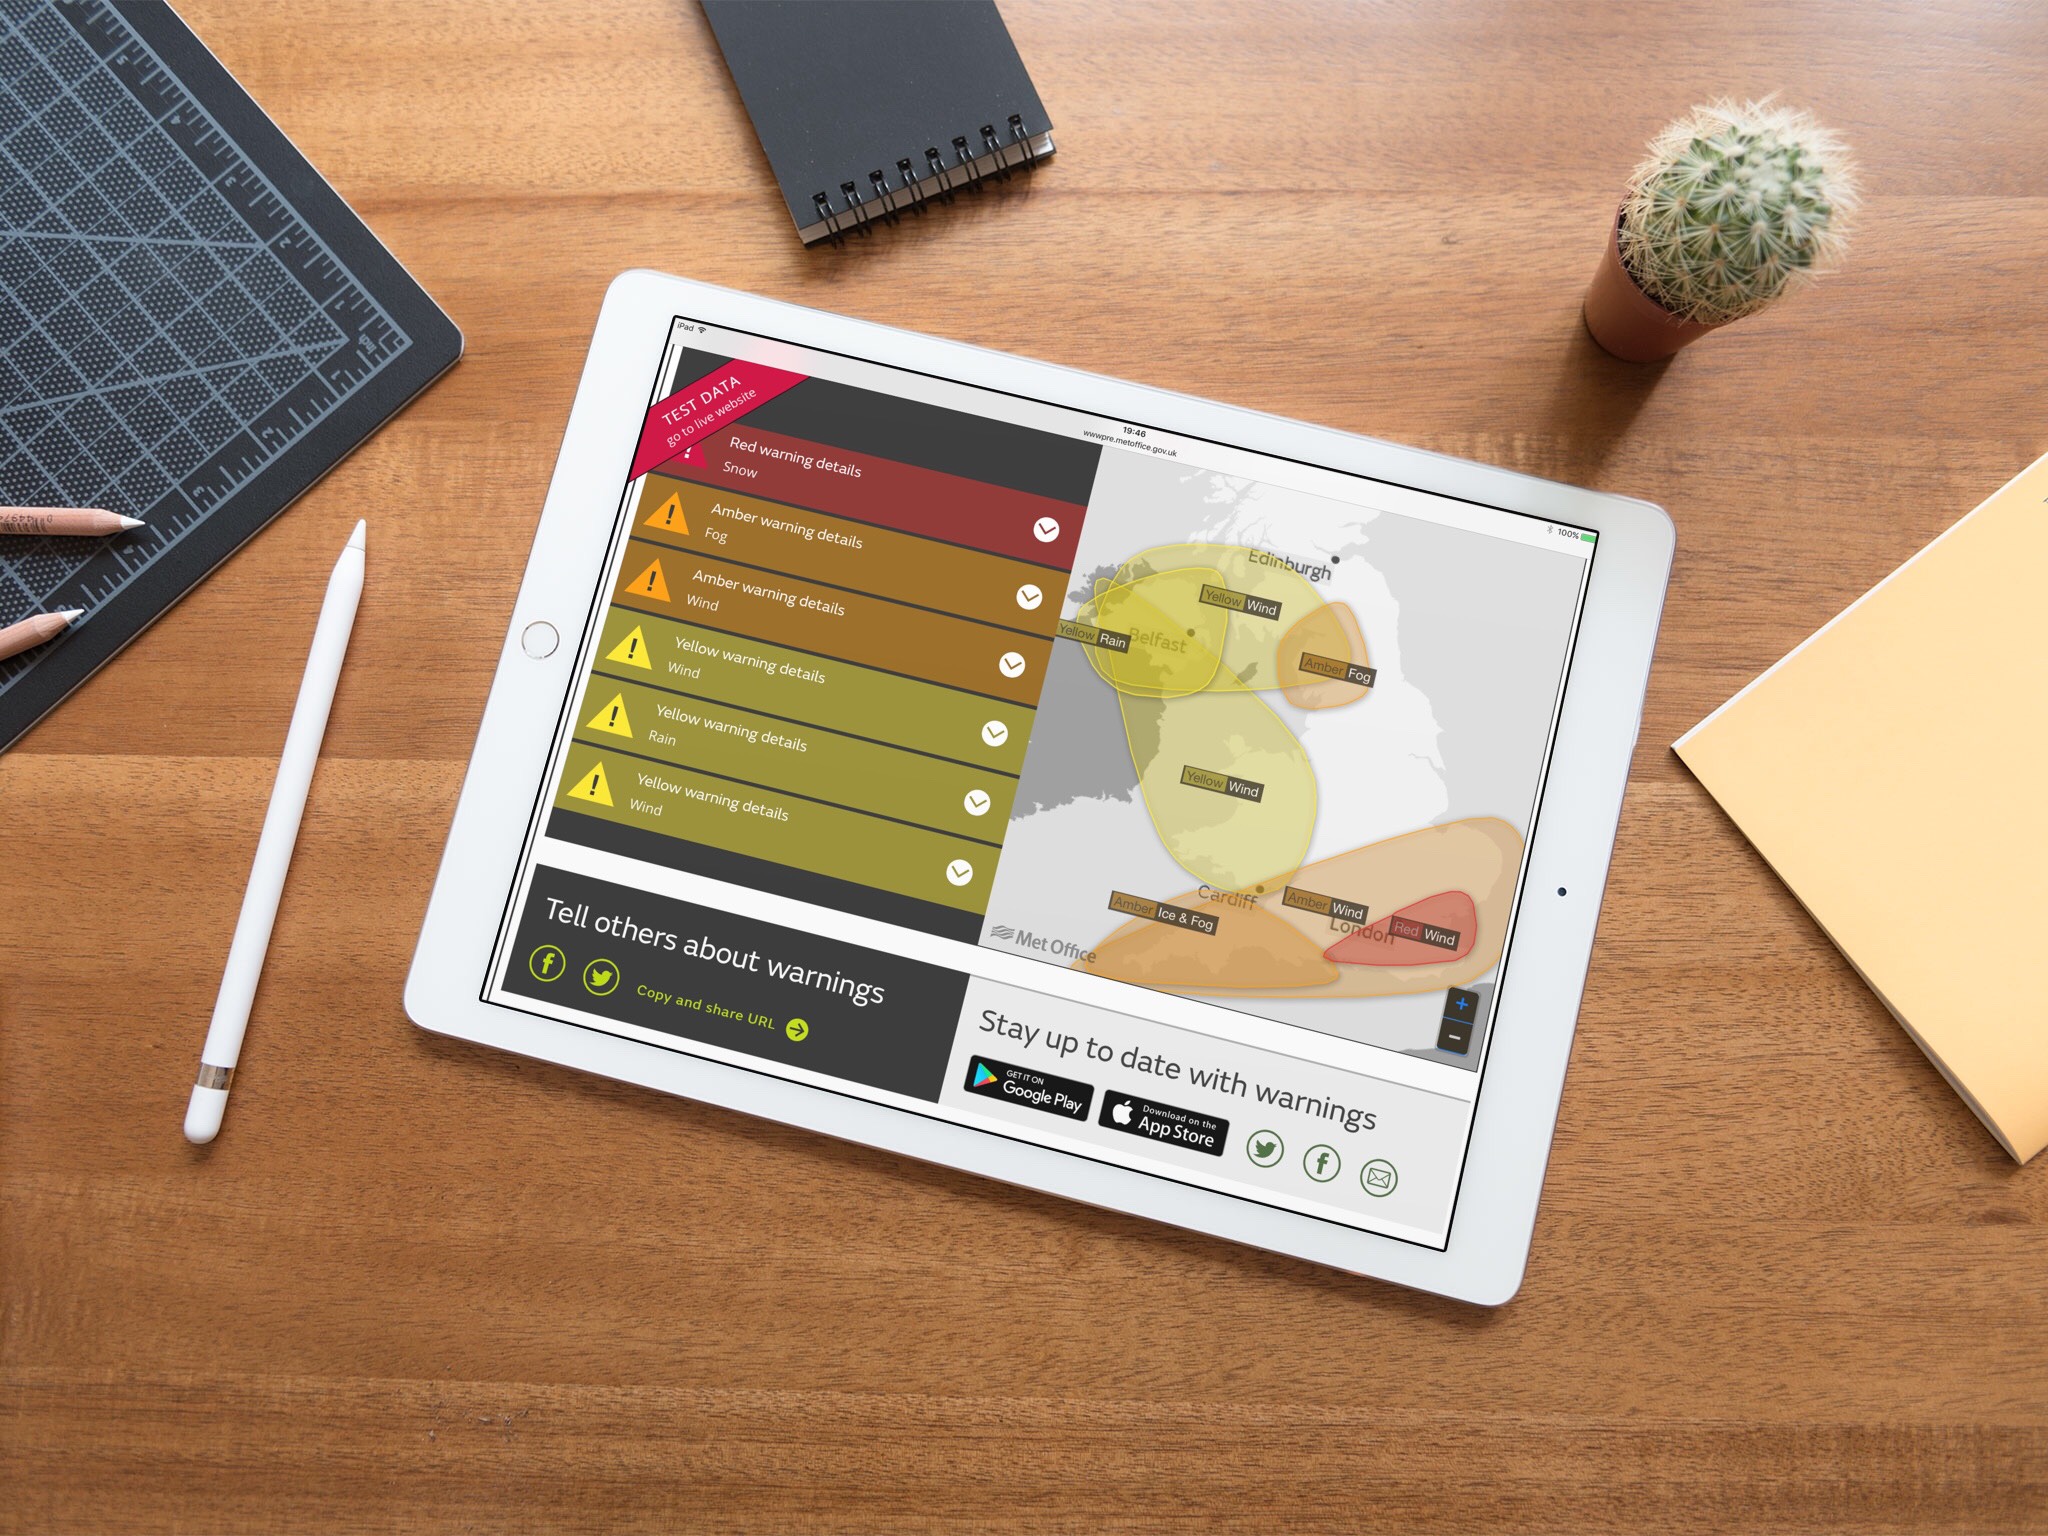 iPad
19:46
wwwpre.metoffice.gov.uk
100%
TEST DATA
go to live website
Red warning details
Snow
Amber warning details
Fog
Amber warning details
Wind
Yellow warning details
Wind
Yellow warning details
Rain
Yellow warning details
Wind
Edinburgh
Yellow Wind
Yellow Rain
Belfast
Amber Fog
Yellow Wind
Cardiff
Amber Ice & Fog
Amber Wind
London
Red Wind
Met Office
+
−
Tell others about warnings
Copy and share URL
Stay up to date with warnings
GET IT ON
Google Play
Download on the
App Store